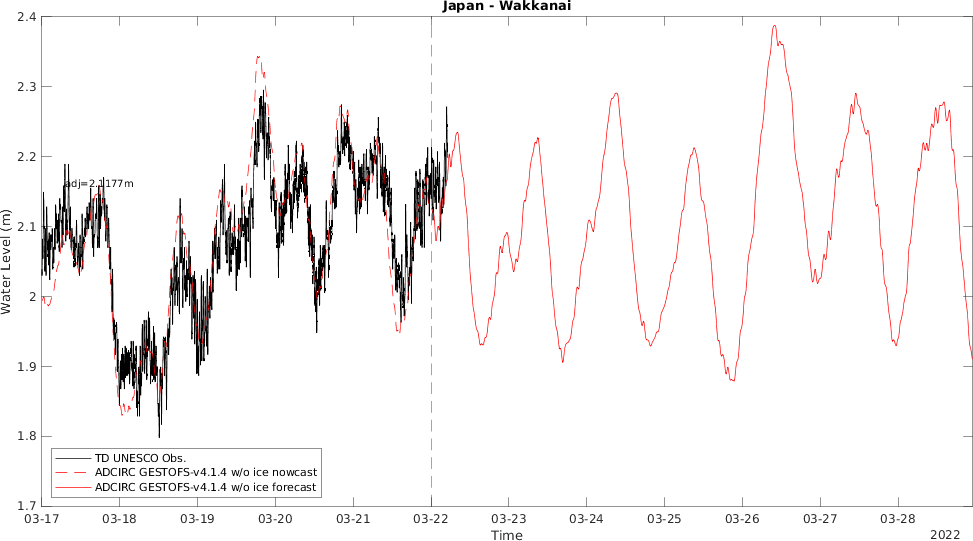 Japan - Wakkanai
2.4
2.3
2.2
2.1
2
1.9
1.8
1.7
Water Level (m)
adj=2.1177m
TD UNESCO Obs.
ADCIRC GESTOFS-v4.1.4 w/o ice nowcast
ADCIRC GESTOFS-v4.1.4 w/o ice forecast
03-17 03-18 03-19 03-20 03-21 03-22 03-23 03-24 03-25 03-26 03-27 03-28
Time
2022